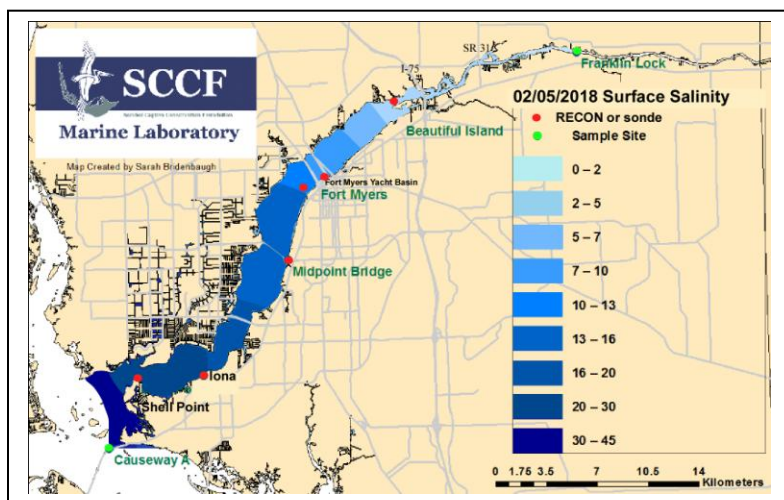 SCCF
Marine Laboratory
Map Created by Sarah Bridenbaugh
SR 31
I-75
Franklin Lock
Beautiful Island
Fort Myers Yacht Basin
Fort Myers
Midpoint Bridge
Iona
Shell Point
Causeway A
02/05/2018 Surface Salinity
RECON or sonde
Sample Site
0 – 2
2 – 5
5 – 7
7 – 10
10 – 13
13 – 16
16 – 20
20 – 30
30 – 45
0 1.75 3.5 7 10.5 14
Kilometers